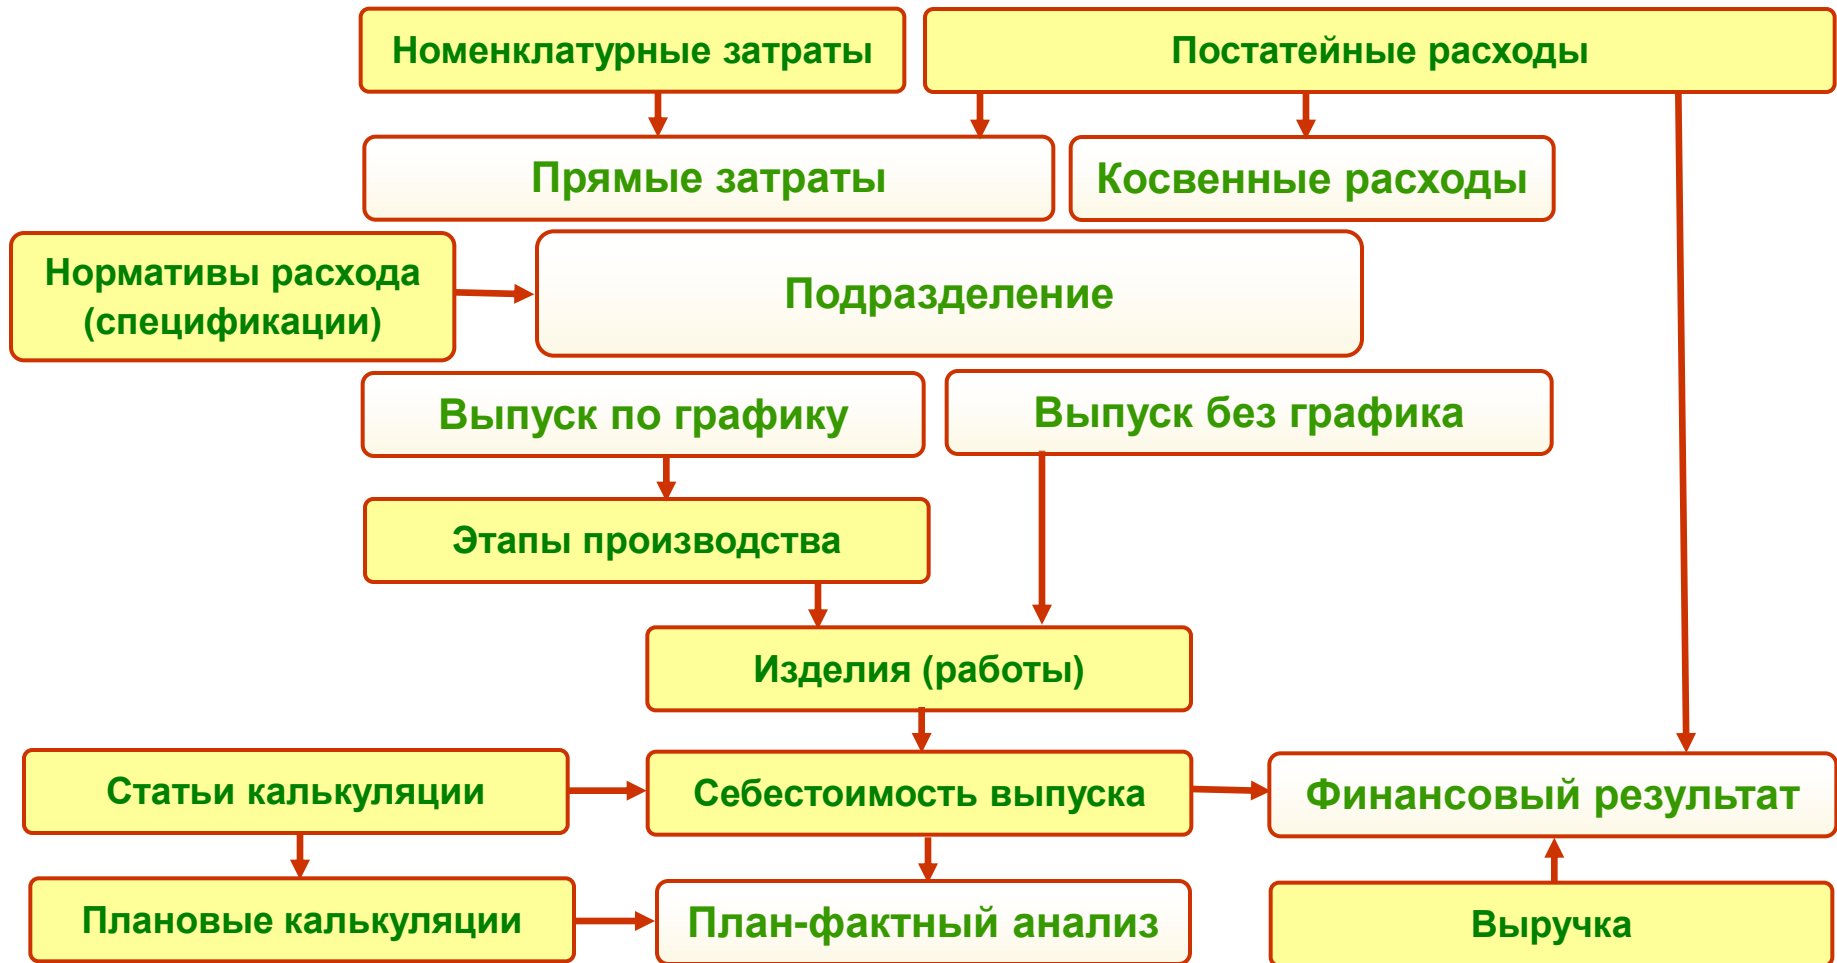 Номенклатурные затраты
Постатейные расходы
Прямые затраты
Косвенные расходы
Нормативы расхода
(спецификации)
Подразделение
Выпуск по графику
Выпуск без графика
Этапы производства
Изделия (работы)
Статьи калькуляции
Себестоимость выпуска
Финансовый результат
Плановые калькуляции
План-фактный анализ
Выручка